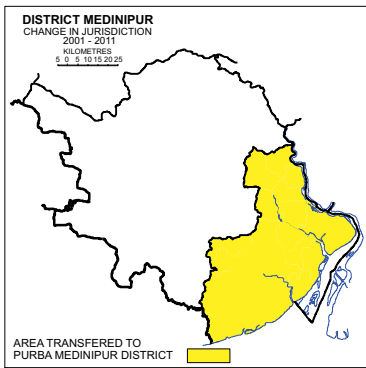 DISTRICT MEDINIPUR
CHANGE IN JURISDICTION
2001 - 2011
KILOMETRES
5 0 5 10 15 20 25
AREA TRANSFERED TO
PURBA MEDINIPUR DISTRICT